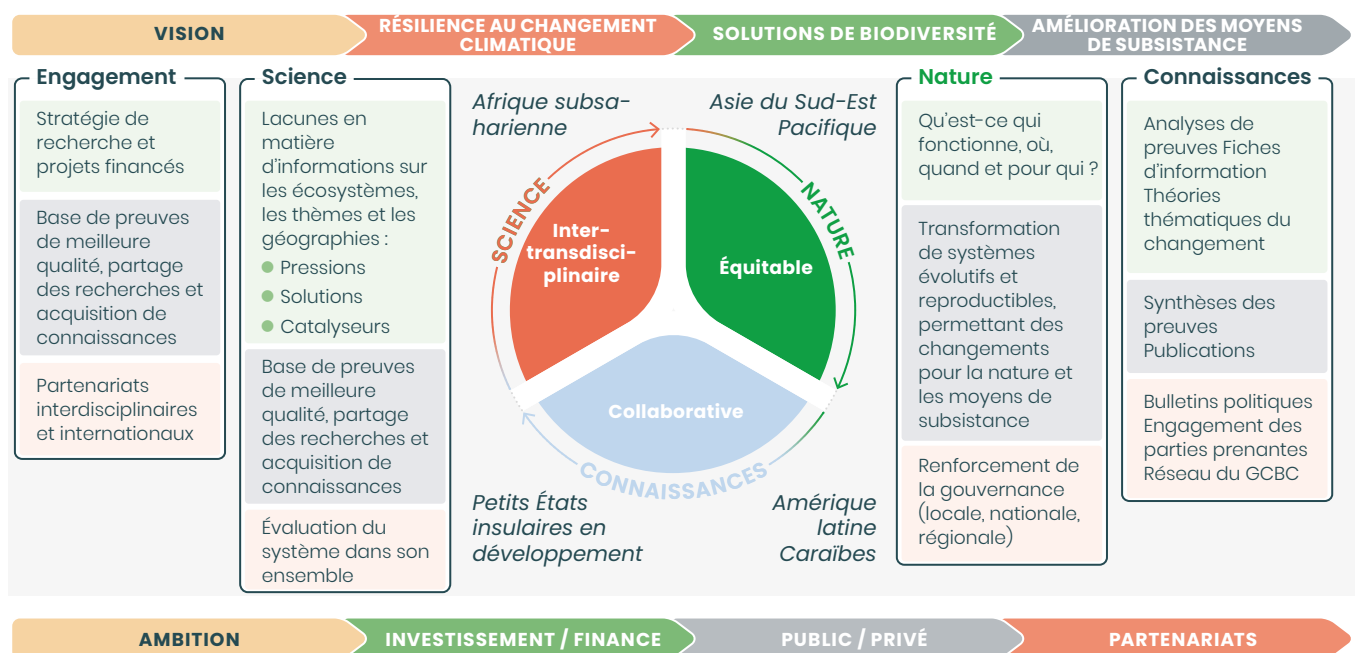 VISION
RÉSILIENCE AU CHANGEMENT
CLIMATIQUE
SOLUTIONS DE BIODIVERSITÉ
AMÉLIORATION DES MOYENS
DE SUBSISTANCE
Engagement
Stratégie de
recherche et
projets financés
Base de preuves
de meilleure
qualité, partage
des recherches et
acquisition de
connaissances
Partenariats
interdisciplinaires
et internationaux
Science
Lacunes en
matière
d'informations sur
les écosystèmes,
les thèmes et les
géographies :
Pressions
Solutions
Catalyseurs
Base de preuves
de meilleure
qualité, partage
des recherches et
acquisition de
connaissances
Évaluation du
système dans son
ensemble
Afrique subsa-
harienne
Asie du Sud-Est
Pacifique
SCIENCE
NATURE
CONNAISSANCES
Inter-
transdisci-
plinaire
Équitable
Collaborative
Petits États
insulaires en
développement
Amérique
latine
Caraïbes
Nature
Qu'est-ce qui
fonctionne, où,
quand et pour qui ?
Transformation
de systèmes
évolutifs et
reproductibles,
permettant des
changements
pour la nature et
les moyens de
subsistance
Renforcement de
la gouvernance
(locale, nationale,
régionale)
Connaissances
Analyses de
preuves Fiches
d'information
Théories
thématiques du
changement
Synthèses des
preuves
Publications
Bulletins politiques
Engagement des
parties prenantes
Réseau du GCBC
AMBITION
INVESTISSEMENT / FINANCE
PUBLIC / PRIVÉ
PARTENARIATS